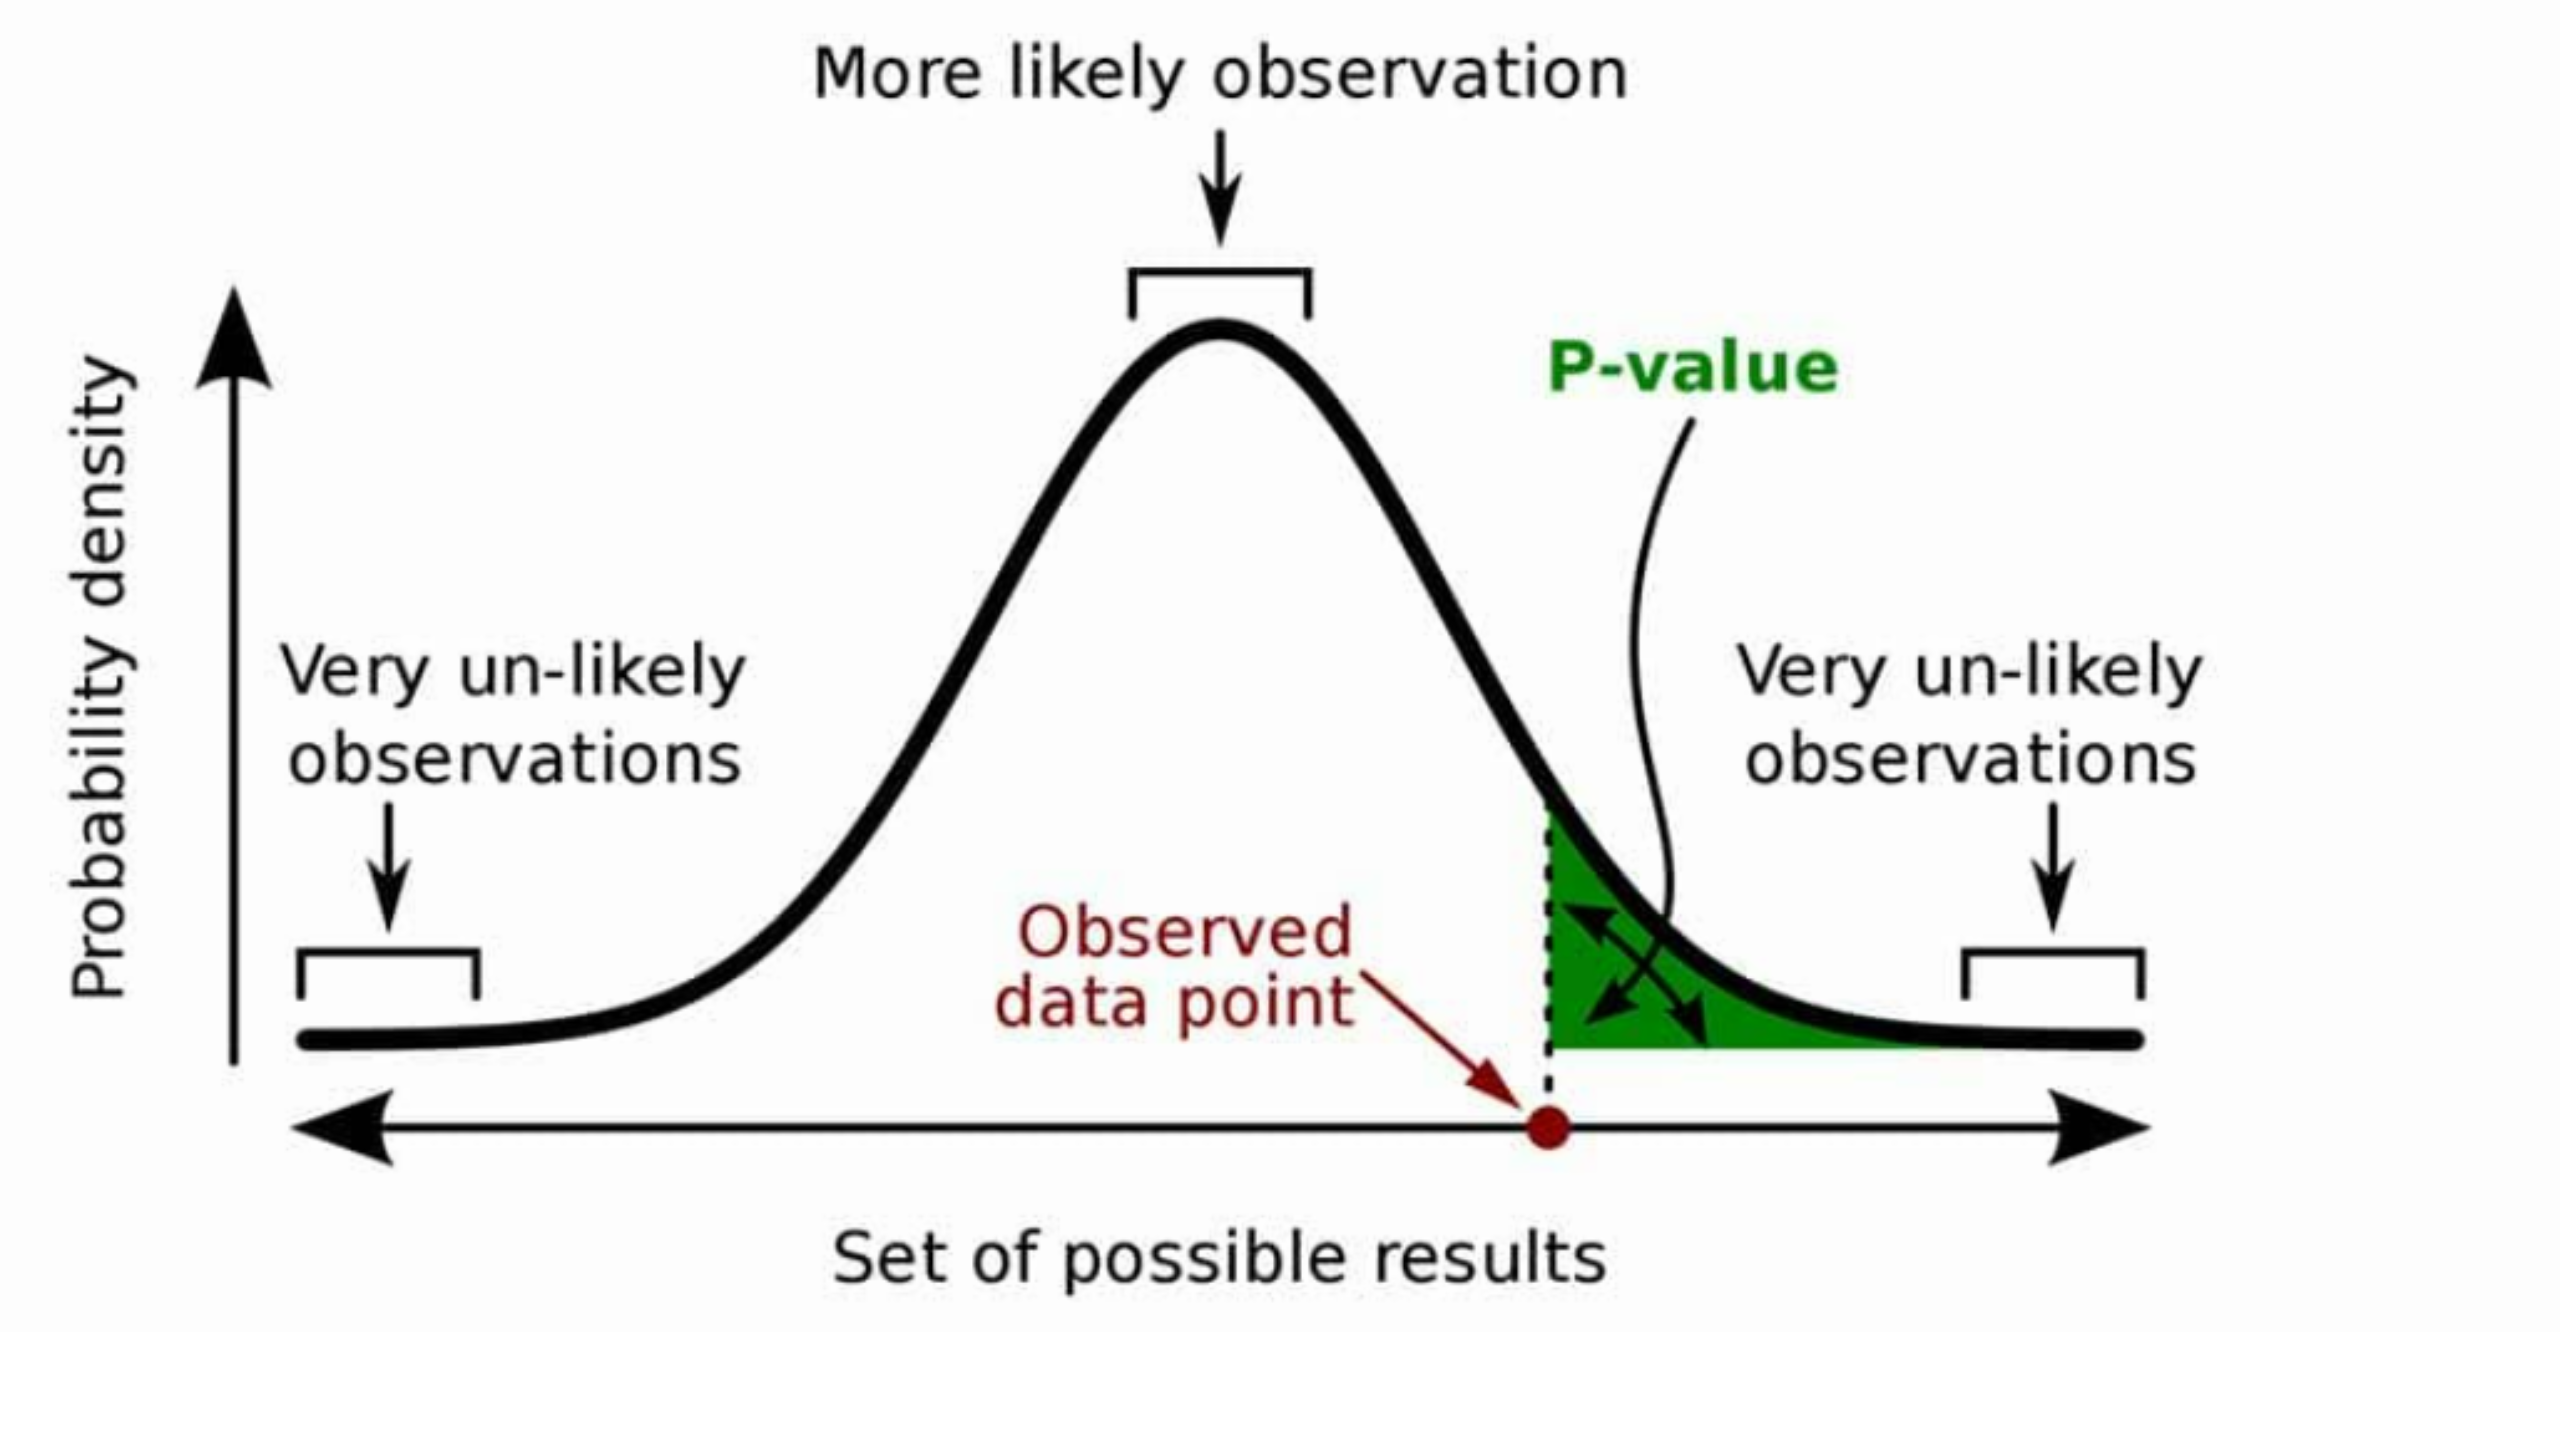 More likely observation
P-value
Probability density
Very un-likely
observations
Very un-likely
observations
Observed
data point
Set of possible results